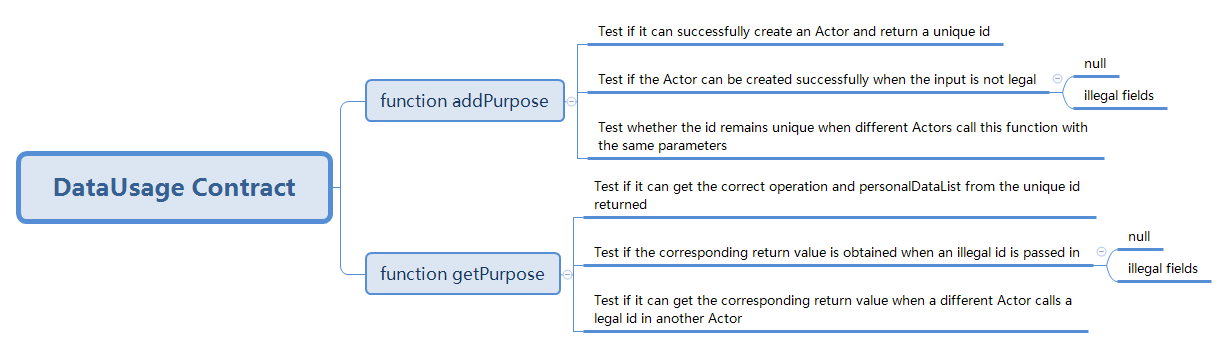 DataUsage Contract
function addPurpose
Test if it can successfully create an Actor and return a unique id
Test if the Actor can be created successfully when the input is not legal
null
illegal fields
Test whether the id remains unique when different Actors call this function with
the same parameters
function getPurpose
Test if it can get the correct operation and personalDataList from the unique id
returned
Test if the corresponding return value is obtained when an illegal id is passed in
null
illegal fields
Test if it can get the corresponding return value when a different Actor calls a
legal id in another Actor